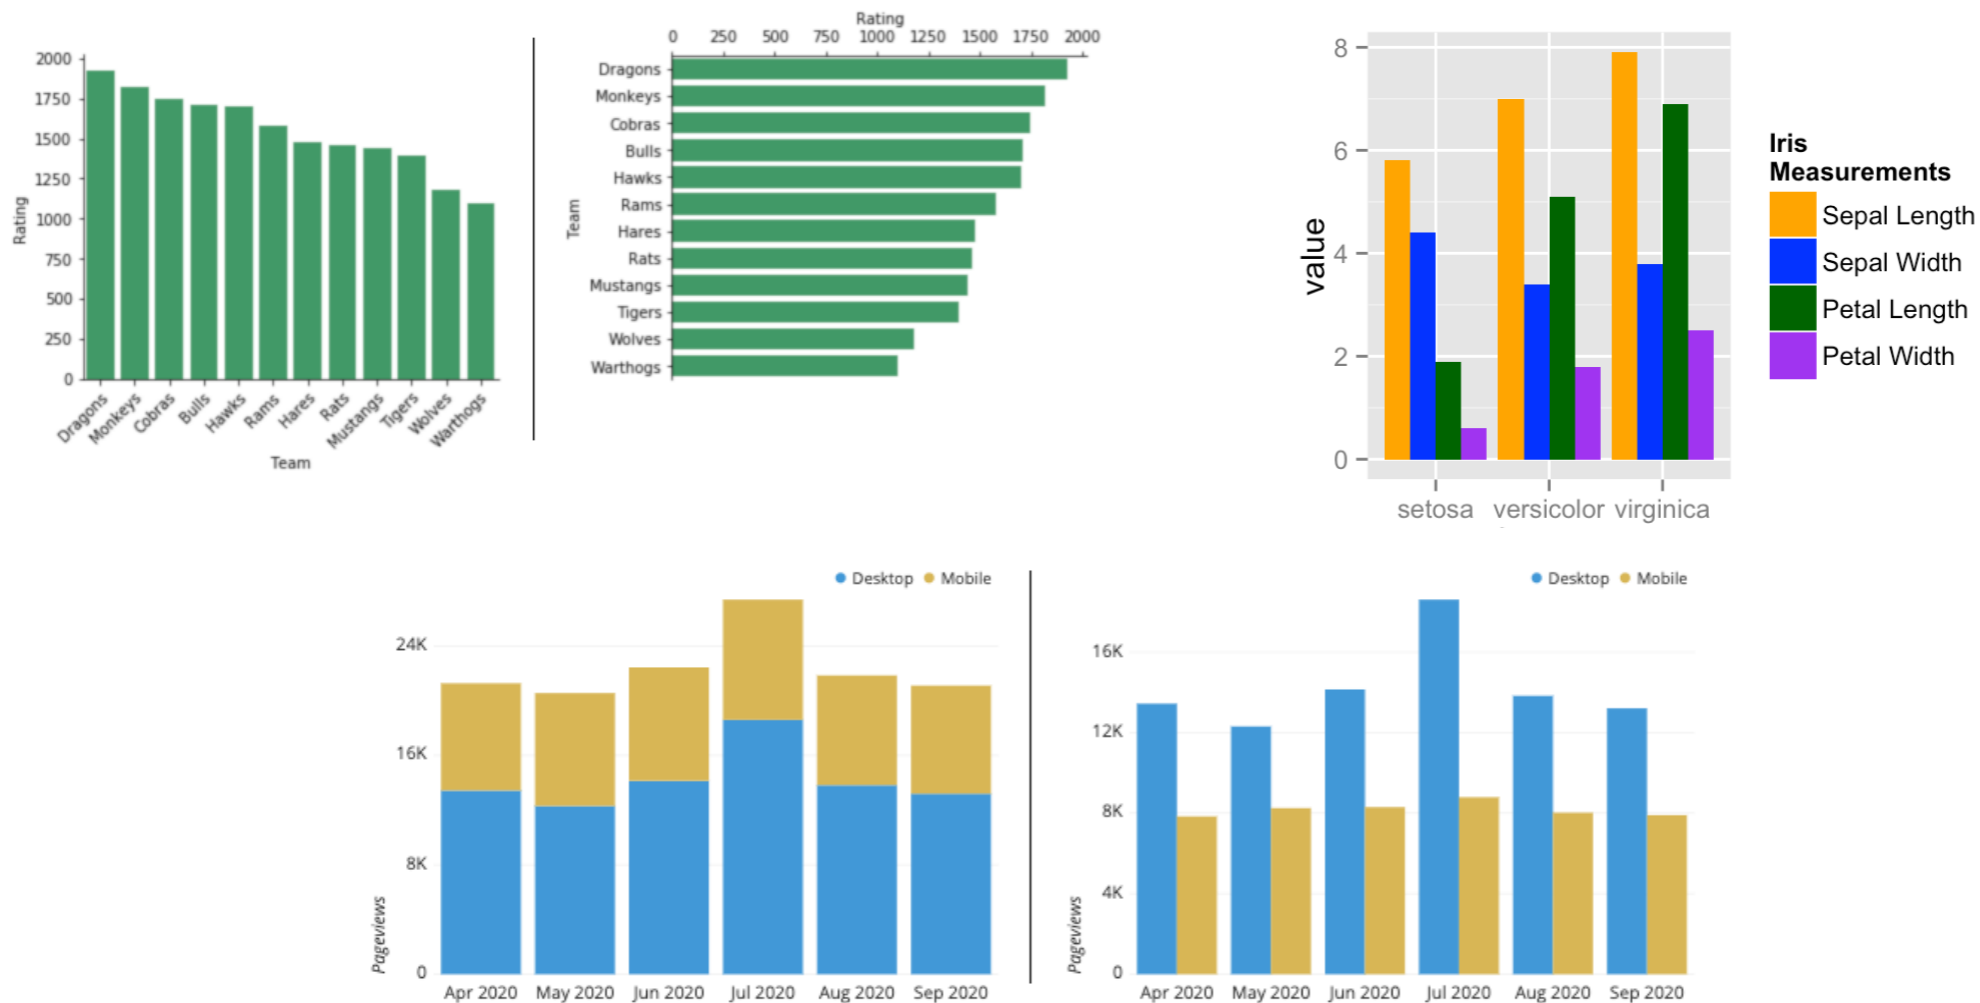 2000
1750
1500
1250
1000
750
500
250
0
Rating
Dragons
Monkeys
Cobras
Bulls
Hawks
Rams
Hares
Rats
Mustangs
Tigers
Wolves
Warthogs
Team
Rating
0 250 500 750 1000 1250 1500 1750 2000
Team
Dragons
Monkeys
Cobras
Bulls
Hawks
Rams
Hares
Rats
Mustangs
Tigers
Wolves
Warthogs
8
6
4
2
0
value
setosa versicolor virginica
Iris
Measurements
Sepal Length
Sepal Width
Petal Length
Petal Width
Desktop Mobile
24K
16K
8K
0
Pageviews
Apr 2020 May 2020 Jun 2020 Jul 2020 Aug 2020 Sep 2020
Desktop Mobile
16K
12K
8K
4K
0
Pageviews
Apr 2020 May 2020 Jun 2020 Jul 2020 Aug 2020 Sep 2020